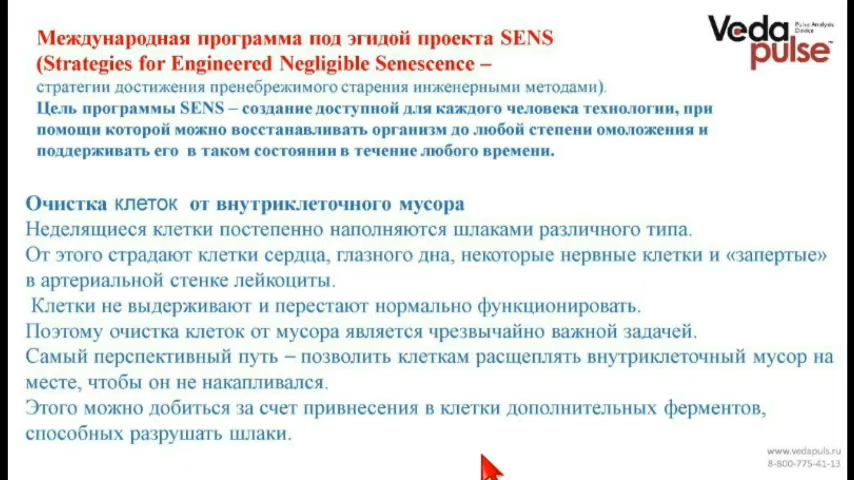 Международная программа под эгидой проекта SENS
(Strategies for Engineered Negligible Senescence –
стратегии достижения пренебрежимого старения инженерными методами).
Цель программы SENS – создание доступной для каждого человека технологии, при
помощи которой можно восстанавливать организм до любой степени омоложения и
поддерживать его в таком состоянии в течение любого времени.
Veda
pulse™
Pulse Analysis
Device
Очистка клеток от внутриклеточного мусора
Неделящиеся клетки постепенно наполняются шлаками различного типа.
От этого страдают клетки сердца, глазного дна, некоторые нервные клетки и «запертые»
в артериальной стенке лейкоциты.
Клетки не выдерживают и перестают нормально функционировать.
Поэтому очистка клеток от мусора является чрезвычайно важной задачей.
Самый перспективный путь – позволить клеткам расщеплять внутриклеточный мусор на
месте, чтобы он не накапливался.
Этого можно добиться за счет привнесения в клетки дополнительных ферментов,
способных разрушать шлаки.
www.vedapuls.ru
8-800-775-41-13